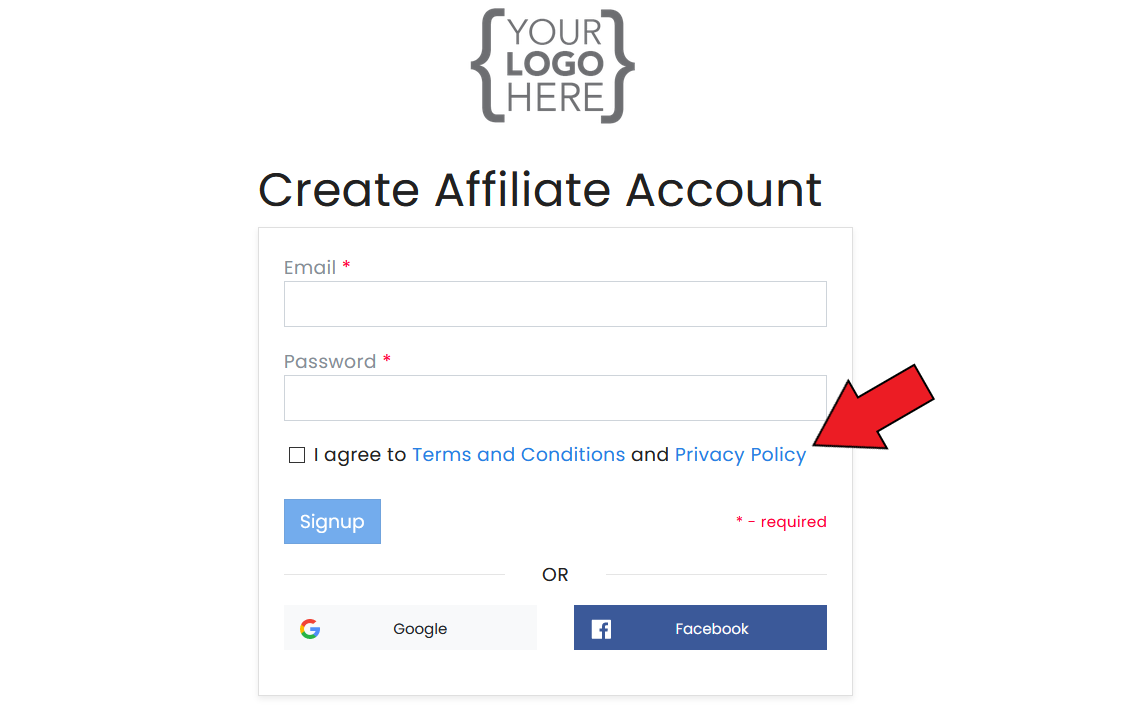 YOUR
LOGO
HERE
Create Affiliate Account
Email *
Password *
I agree to Terms and Conditions and Privacy Policy
Signup
* - required
OR
Google
Facebook